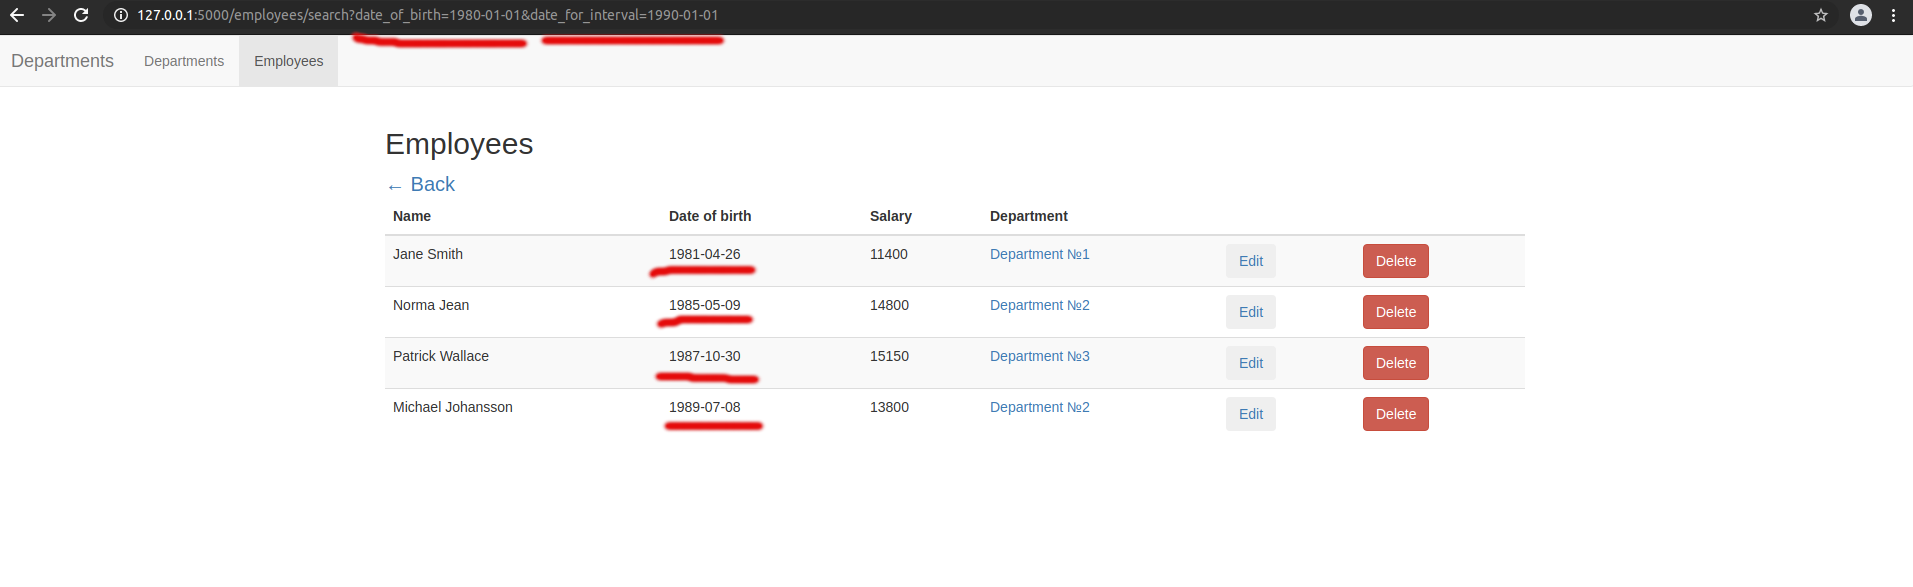 127.0.0.1:5000/employees/search?date_of_birth=1980-01-01&date_for_interval=1990-01-01
Departments Departments Employees
Employees
← Back
Name Date of birth Salary Department
Jane Smith 1981-04-26 11400 Department №1 Edit Delete
Norma Jean 1985-05-09 14800 Department №2 Edit Delete
Patrick Wallace 1987-10-30 15150 Department №3 Edit Delete
Michael Johansson 1989-07-08 13800 Department №2 Edit Delete